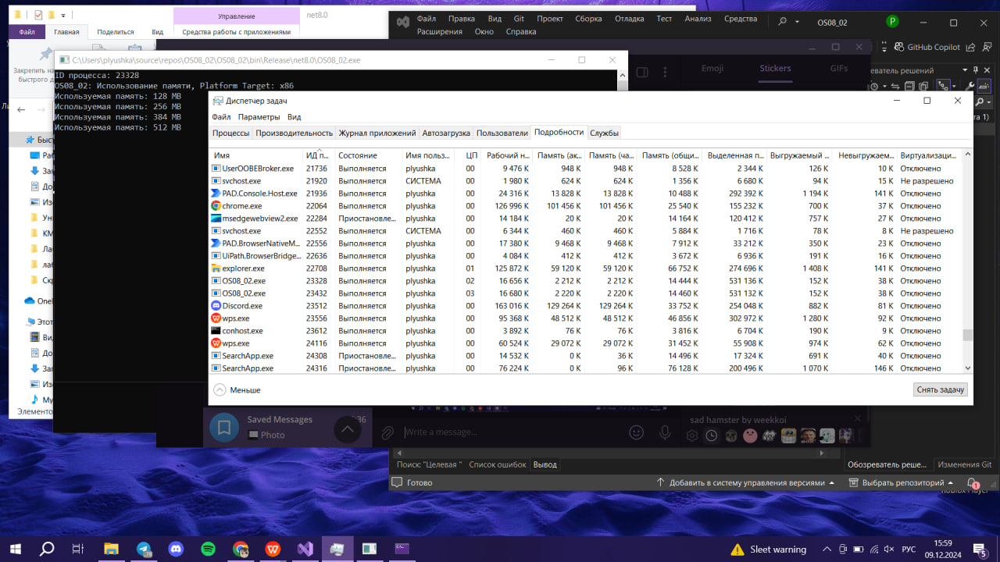 Файл
Главная
Поделиться
Вид
Управление
Средства работы с приложениями
net8.0
Файл Правка Вид Git Проект Сборка Отладка Тест Анализ Средства
Расширения Окно Справка
OS08_02
P
GitHub Copilot
Emoji Stickers GIFs
C:\Users\plyushka\source\repos\OS08_02\OS08_02\bin\Release\net8.0\OS08_02.exe
ID процесса: 23328
OS08_02: Использование памяти, Platform Target: x86
Используемая память: 128 MB
Используемая память: 256 MB
Используемая память: 384 MB
Используемая память: 512 MB
Диспетчер задач
Файл Параметры Вид
Процессы Производительность Журнал приложений Автозагрузка Пользователи Подробности Службы
Имя ИД п... Состояние Имя польз... ЦП Рабочий н... Память (ак... Память (ча... Память (общи... Выделенная п... Выгружаемый ... Невыгружаем... Виртуализаци...
UserOOBEBroker.exe 21736 Выполняется plyushka 00 9 476 K 948 K 948 K 8 528 K 2 344 K 126 K 10 K Отключено
svchost.exe 21920 Выполняется СИСТЕМА 00 1 980 K 624 K 624 K 1 356 K 6 680 K 94 K 15 K Не разрешено
PAD.Console.Host.exe 21936 Выполняется plyushka 00 24 316 K 13 828 K 13 828 K 10 488 K 292 392 K 1 194 K 141 K Отключено
chrome.exe 22064 Выполняется plyushka 00 126 996 K 101 456 K 101 456 K 25 540 K 155 232 K 700 K 37 K Отключено
msedgewebview2.exe 22284 Приостановле... plyushka 00 14 184 K 20 K 20 K 14 164 K 120 412 K 757 K 27 K Отключено
svchost.exe 22552 Выполняется СИСТЕМА 00 6 344 K 460 K 460 K 5 884 K 1 716 K 78 K 8 K Не разрешено
PAD.BrowserNativeM... 22556 Выполняется plyushka 00 17 380 K 9 468 K 9 468 K 7 912 K 33 212 K 350 K 23 K Отключено
UiPath.BrowserBridge... 22636 Выполняется plyushka 00 4 084 K 412 K 412 K 3 672 K 6 936 K 191 K 16 K Отключено
explorer.exe 22708 Выполняется plyushka 01 125 872 K 59 120 K 59 120 K 66 752 K 274 696 K 1 408 K 141 K Отключено
OS08_02.exe 23328 Выполняется plyushka 02 16 656 K 2 212 K 2 212 K 14 444 K 531 136 K 152 K 38 K Отключено
OS08_02.exe 23432 Выполняется plyushka 03 16 680 K 2 220 K 2 220 K 14 460 K 531 132 K 152 K 38 K Отключено
Discord.exe 23512 Выполняется plyushka 00 163 016 K 129 264 K 129 264 K 33 752 K 254 048 K 882 K 81 K Отключено
wps.exe 23556 Выполняется plyushka 00 95 368 K 48 512 K 48 512 K 46 856 K 302 972 K 1 280 K 92 K Отключено
conhost.exe 23612 Выполняется plyushka 00 3 892 K 76 K 76 K 3 816 K 6 704 K 190 K 9 K Отключено
wps.exe 24116 Выполняется plyushka 00 60 524 K 29 072 K 29 072 K 31 452 K 55 908 K 974 K 62 K Отключено
SearchApp.exe 24308 Приостановле... plyushka 00 14 532 K 0 K 36 K 14 496 K 17 324 K 691 K 40 K Отключено
SearchApp.exe 24316 Приостановле... plyushka 00 76 224 K 0 K 96 K 76 128 K 200 496 K 1 070 K 146 K Отключено
Меньше
Снять задачу
Saved Messages
Photo
Write a message...
sad hamster by weekkoi
Поиск: "Целевая " Список ошибок Вывод
Обозреватель реше... Изменения Git
Готово
Добавить в систему управления версиями
Выбрать репозиторий
1
Sleet warning
РУС
15:59
09.12.2024
5